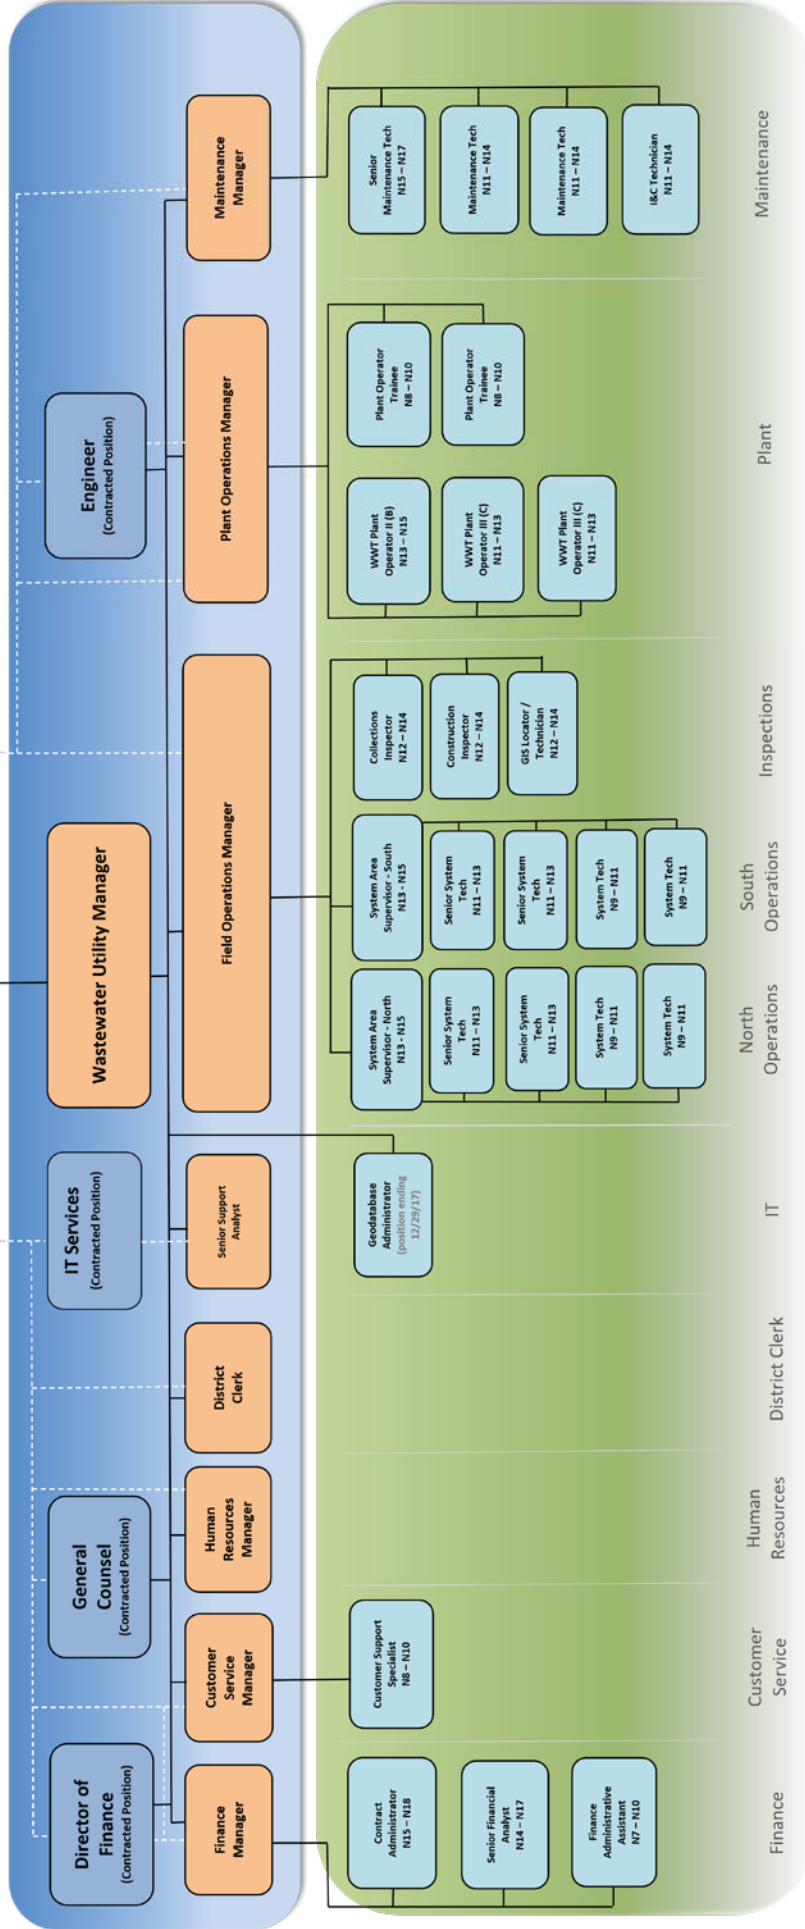 Director of
Finance
(Contracted Position)
General
Counsel
(Contracted Position)
IT Services
(Contracted Position)
Wastewater Utility Manager
Engineer
(Contracted Position)
Finance
Manager
Customer
Service
Manager
Human
Resources
Manager
District
Clerk
Senior Support
Analyst
Field Operations Manager
Plant Operations Manager
Maintenance
Manager
Contract
Administrator
N15 – N18
Senior Financial
Analyst
N14 – N17
Finance
Administrative
Assistant
N7 – N10
Customer Support
Specialist
N8 – N10
Geodatabase
Administrator
(position ending
12/29/17)
System Area
Supervisor - North
N13 - N15
Senior System
Tech
N11 – N13
Senior System
Tech
N11 – N13
System Tech
N9 – N11
System Tech
N9 – N11
System Area
Supervisor - South
N13 - N15
Senior System
Tech
N11 – N13
Senior System
Tech
N11 – N13
System Tech
N9 – N11
System Tech
N9 – N11
Collections
Inspector
N12 – N14
Construction
Inspector
N12 – N14
GIS Locator /
Technician
N12 – N14
WWT Plant
Operator II (B)
N13 – N15
WWT Plant
Operator III (C)
N11 – N13
WWT Plant
Operator III (C)
N11 – N13
Plant Operator
Trainee
N8 – N10
Plant Operator
Trainee
N8 – N10
Senior
Maintenance Tech
N15 – N17
Maintenance Tech
N11 – N14
Maintenance Tech
N11 – N14
I&C Technician
N11 – N14
Finance
Customer
Service
Human
Resources
District Clerk
IT
North
Operations
South
Operations
Inspections
Plant
Maintenance